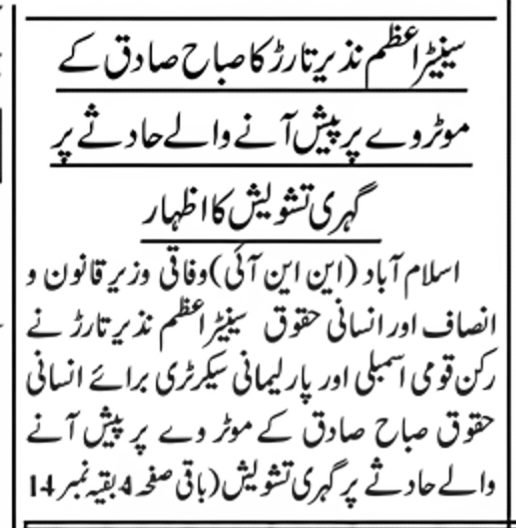 سینیٹر اعظم نذیر تارڑ کا صباح صادق کے
موٹروے پر پیش آنے والے حادثے پر
گہری تشویش کا اظہار
اسلام آباد (این این آئی) وفاقی وزیر قانون و
انصاف اور انسانی حقوق سینیٹر اعظم نذیر تارڑ نے
رکن قومی اسمبلی اور پارلیمانی سیکرٹری برائے انسانی
حقوق صباح صادق کے موٹر وے پر پیش آنے
والے حادثے پر گہری تشویش (باقی صفحہ 4 بقیہ نمبر 14